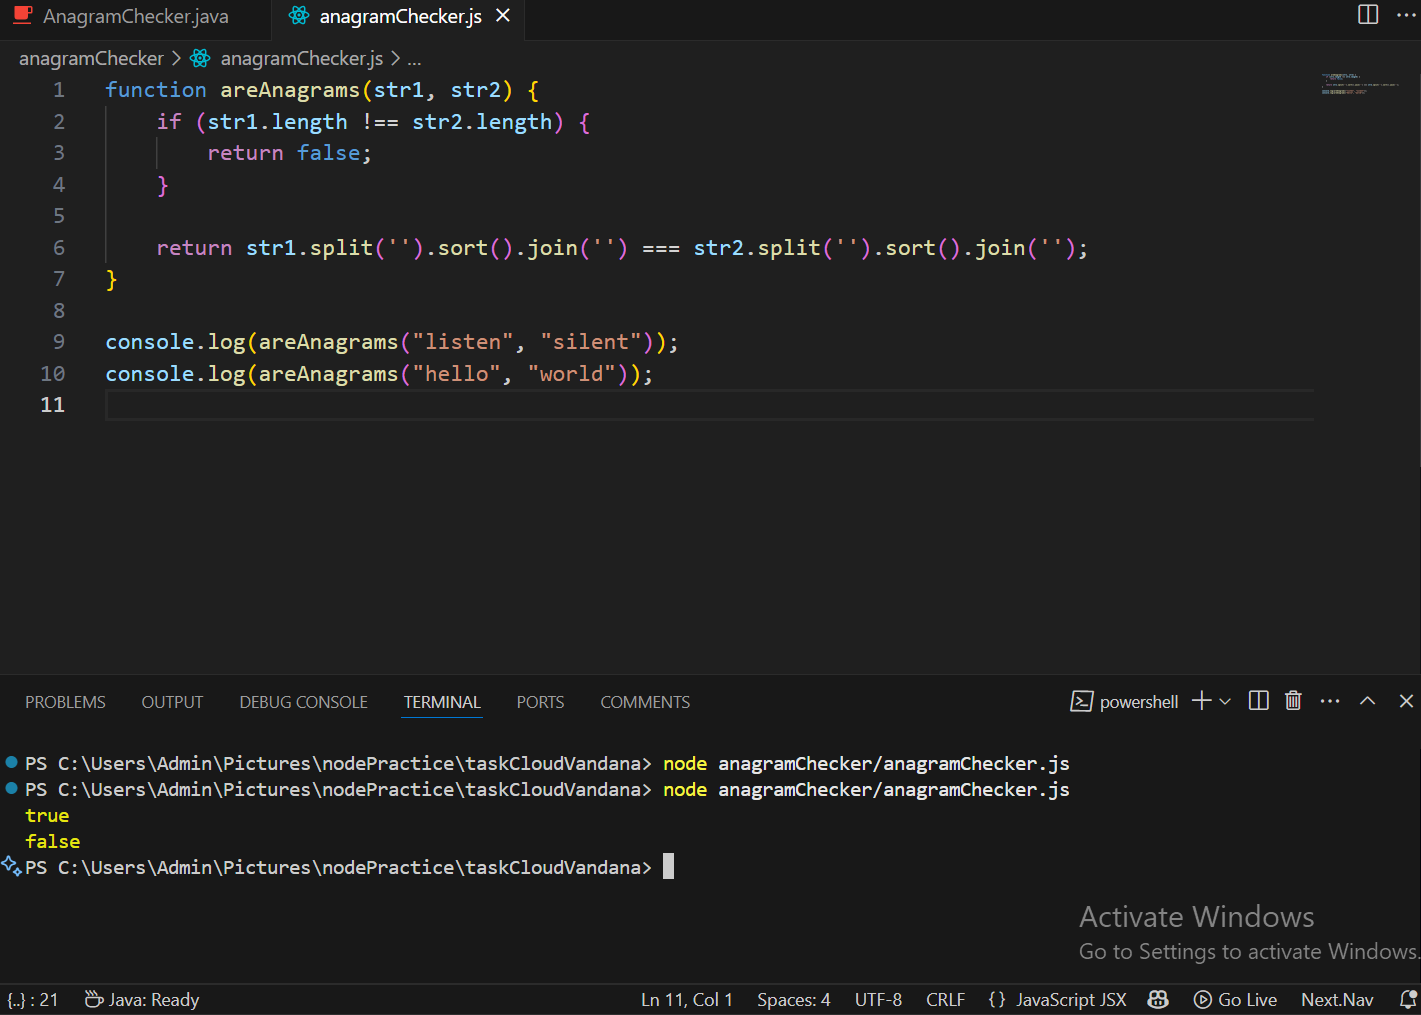 AnagramChecker.java anagramChecker.js
anagramChecker > anagramChecker.js > ...
1 function areAnagrams(str1, str2) {
2     if (str1.length !== str2.length) {
3         return false;
4     }
5
6     return str1.split('').sort().join('') === str2.split('').sort().join('');
7 }
8
9 console.log(areAnagrams("listen", "silent"));
10 console.log(areAnagrams("hello", "world"));
11
PROBLEMS OUTPUT DEBUG CONSOLE TERMINAL PORTS COMMENTS powershell
PS C:\Users\Admin\Pictures\nodePractice\taskCloudVandana> node anagramChecker/anagramChecker.js
PS C:\Users\Admin\Pictures\nodePractice\taskCloudVandana> node anagramChecker/anagramChecker.js
true
false
PS C:\Users\Admin\Pictures\nodePractice\taskCloudVandana>
Activate Windows
Go to Settings to activate Windows.
{..} : 21 Java: Ready Ln 11, Col 1 Spaces: 4 UTF-8 CRLF {} JavaScript JSX Go Live Next.Nav